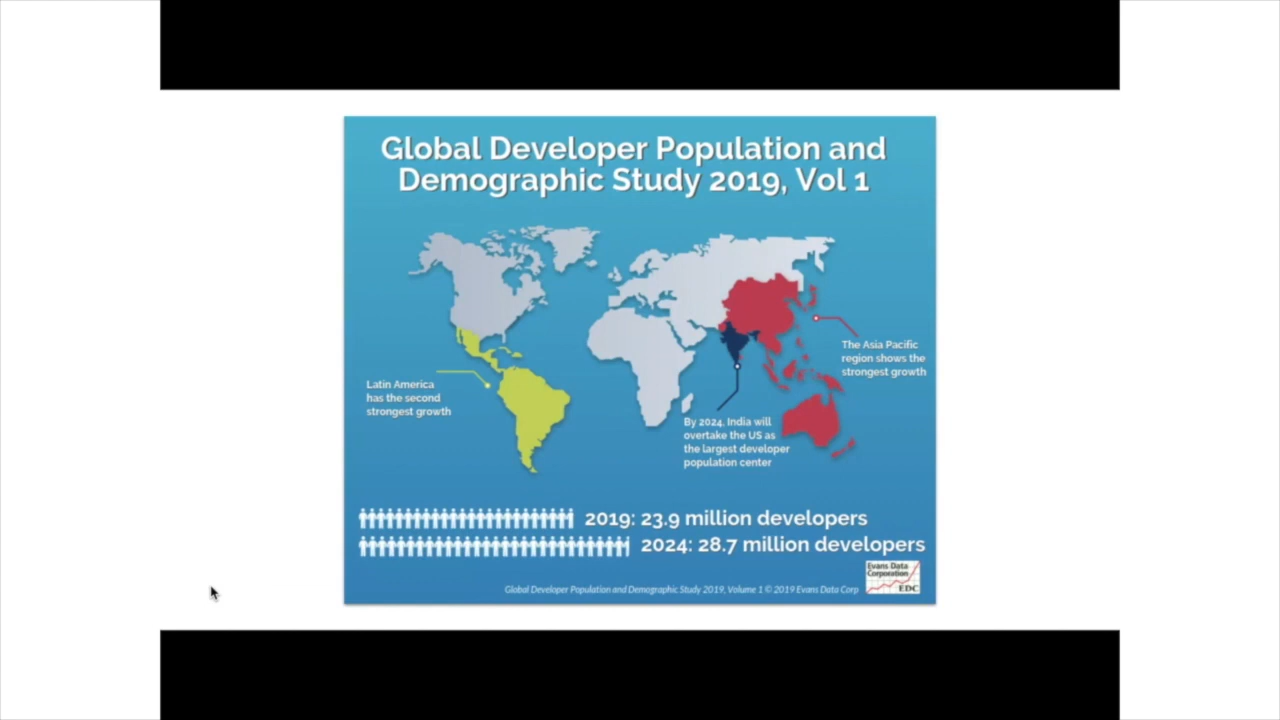 Global Developer Population and
Demographic Study 2019, Vol 1
The Asia Pacific
region shows the
strongest growth
Latin America
has the second
strongest growth
By 2024, India will
overtake the US as
the largest developer
population center
2019: 23.9 million developers
2024: 28.7 million developers
Evans Data
Corporation
EDC
Global Developer Population and Demographic Study 2019, Volume 1 © 2019 Evans Data Corp